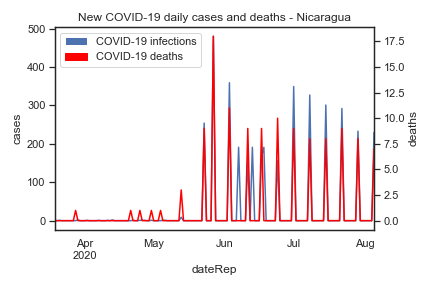 New COVID-19 daily cases and deaths - Nicaragua
COVID-19 infections
COVID-19 deaths
500
400
300
200
100
0
cases
17.5
15.0
12.5
10.0
7.5
5.0
2.5
0.0
deaths
Apr
2020
May
Jun
Jul
Aug
dateRep